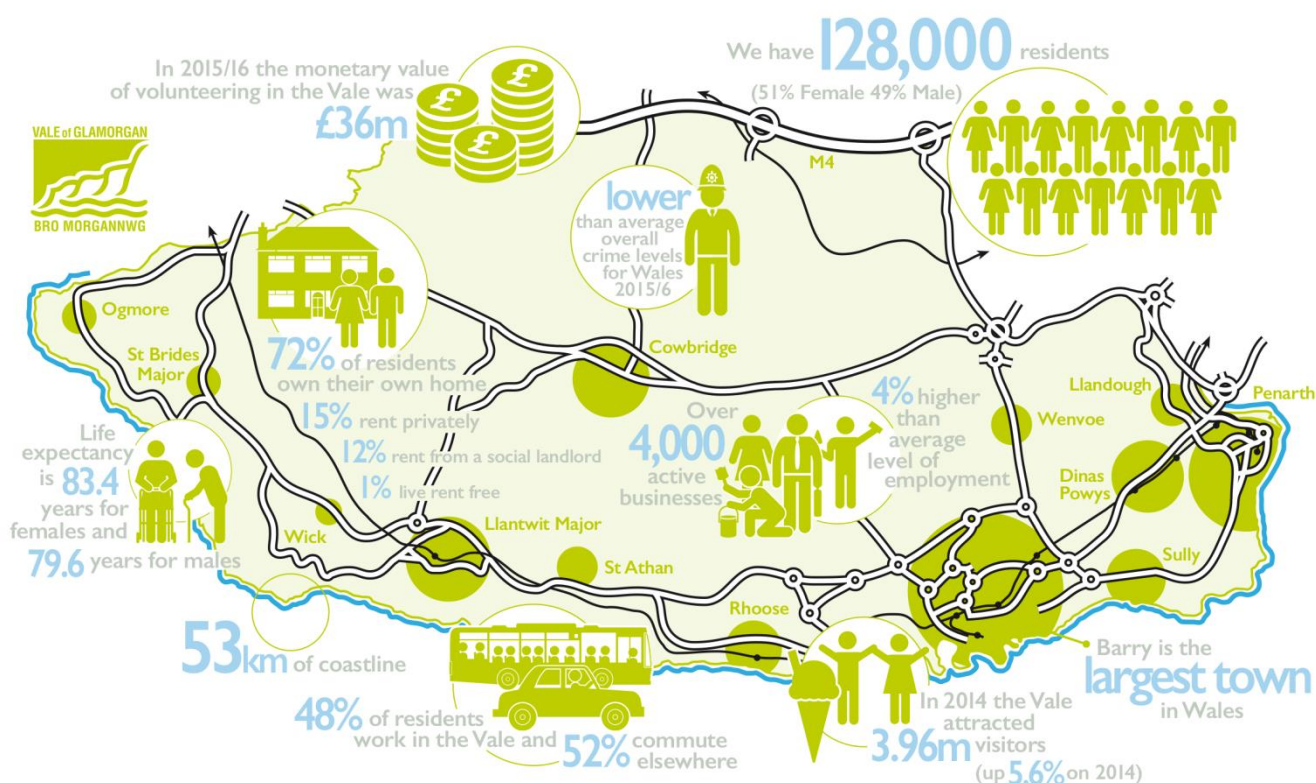 In 2015/16 the monetary value
of volunteering in the Vale was
£36m
We have 128,000 residents
(51% Female 49% Male)
VALE of GLAMORGAN
BRO MORGANNWG
M4
lower
than average
overall
crime levels
for Wales
2015/6
Ogmore
St Brides
Major
72% of residents
own their own home
15% rent privately
12% rent from a social landlord
1% live rent free
Cowbridge
Over
4,000
active
businesses
4% higher
than
average
level of
employment
Llandough
Penarth
Wenvoe
Dinas
Powys
Sully
Life
expectancy
is 83.4
years for
females and
79.6 years for males
Wick
Llantwit Major
St Athan
Rhoose
53km of coastline
48% of residents
work in the Vale and 52% commute
elsewhere
Barry is the
largest town
in Wales
In 2014 the Vale
attracted
3.96m visitors
(up 5.6% on 2014)
£
£
£